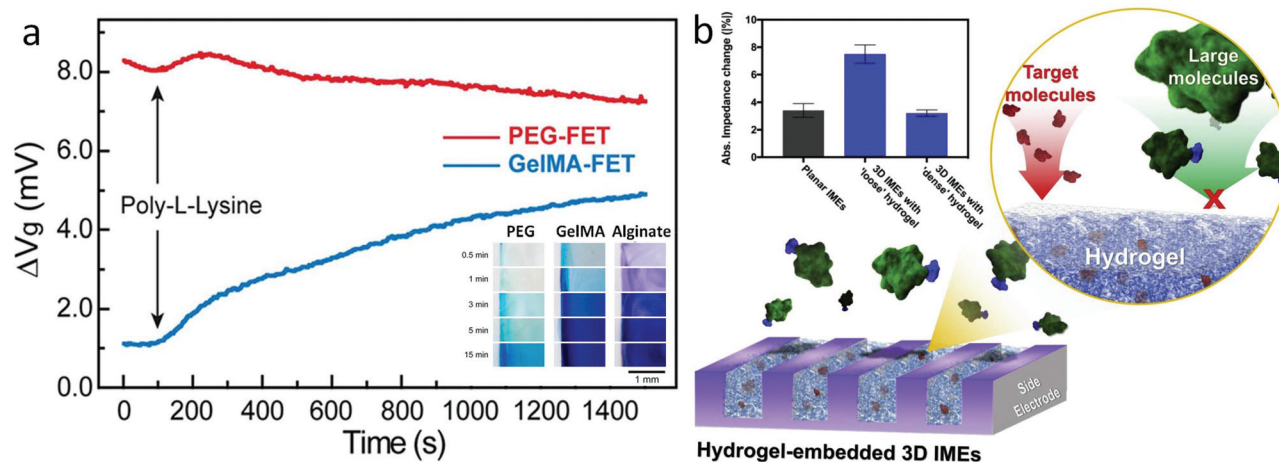 a
ΔVg (mV)
8.0
6.0
4.0
2.0
0.0
Poly-L-Lysine
PEG-FET
GelMA-FET
PEG GelMA Alginate
0.5 min
1 min
3 min
5 min
15 min
1 mm
0 200 400 600 800 1000 1200 1400
Time (s)
b
Abs. Impedance change (|%|)
10
8
6
4
2
0
Planar IMEs
3D IMEs with
'loose' hydrogel
3D IMEs with
'dense' hydrogel
Target
molecules
Large
molecules
X
Hydrogel
Side
Electrode
Hydrogel-embedded 3D IMEs